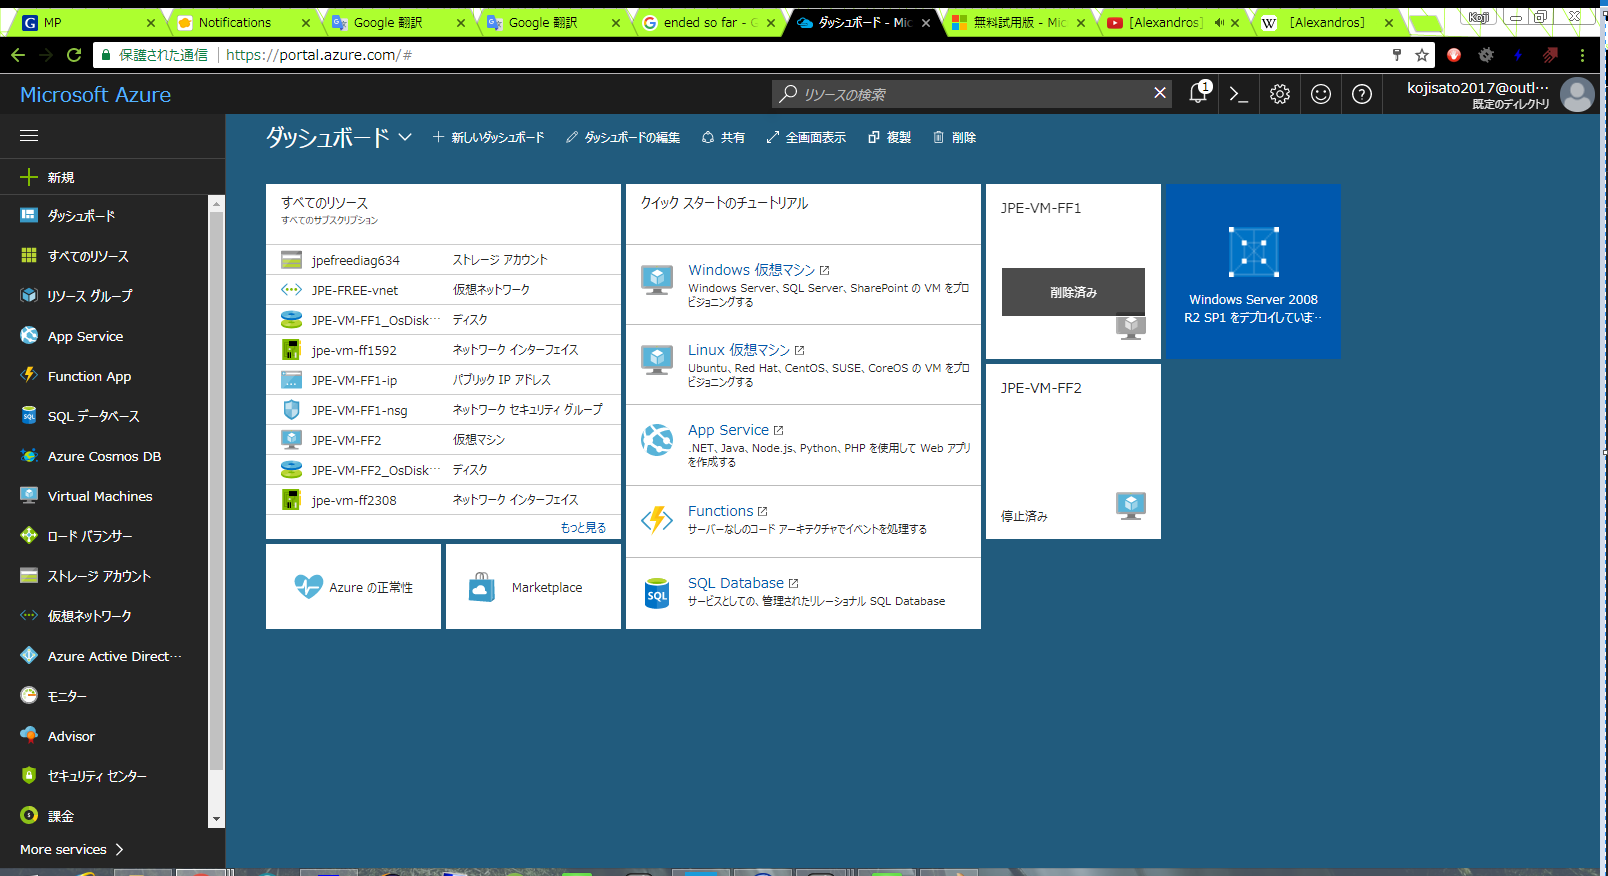 MP
Notifications
Google 翻訳
Google 翻訳
ended so far - G
ダッシュボード - Mic
無料試用版 - Mic
[Alexandros]
[Alexandros]
Koji
保護された通信
https://portal.azure.com/#
Microsoft Azure
リソースの検索
1
kojisato2017@outl…
既定のディレクトリ
ダッシュボード
新しいダッシュボード
ダッシュボードの編集
共有
全画面表示
複製
削除
新規
ダッシュボード
すべてのリソース
リソース グループ
App Service
Function App
SQL データベース
Azure Cosmos DB
Virtual Machines
ロード バランサー
ストレージ アカウント
仮想ネットワーク
Azure Active Direct…
モニター
Advisor
セキュリティ センター
課金
More services
すべてのリソース
すべてのサブスクリプション
jpefreediag634 ストレージ アカウント
JPE-FREE-vnet 仮想ネットワーク
JPE-VM-FF1_OsDisk… ディスク
jpe-vm-ff1592 ネットワーク インターフェイス
JPE-VM-FF1-ip パブリック IP アドレス
JPE-VM-FF1-nsg ネットワーク セキュリティ グループ
JPE-VM-FF2 仮想マシン
JPE-VM-FF2_OsDisk… ディスク
jpe-vm-ff2308 ネットワーク インターフェイス
もっと見る
Azure の正常性
Marketplace
クイック スタートのチュートリアル
Windows 仮想マシン
Windows Server、SQL Server、SharePoint の VM をプロ
ビジョニングする
Linux 仮想マシン
Ubuntu、Red Hat、CentOS、SUSE、CoreOS の VM をプロ
ビジョニングする
App Service
.NET、Java、Node.js、Python、PHP を使用して Web アプリ
を作成する
Functions
サーバーなしのコード アーキテクチャでイベントを処理する
SQL
SQL Database
サービスとしての、管理されたリレーショナル SQL Database
JPE-VM-FF1
削除済み
Windows Server 2008
R2 SP1 をデプロイしていま…
JPE-VM-FF2
停止済み